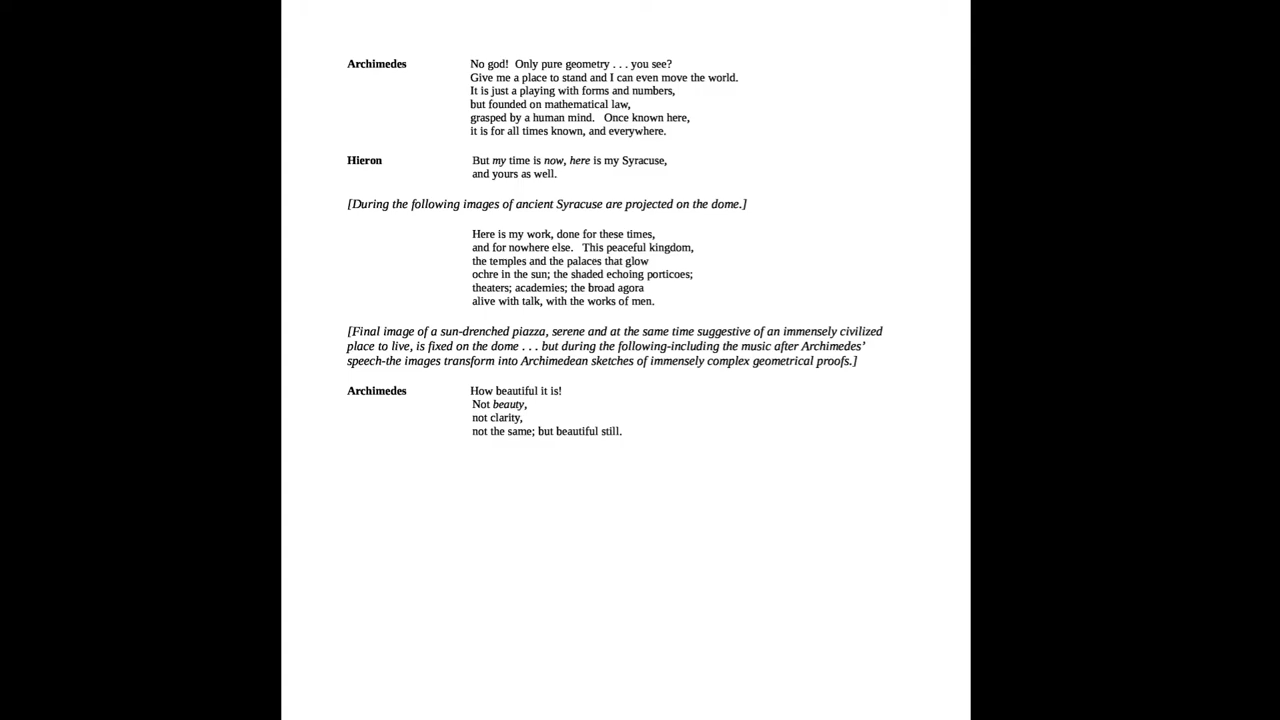 Archimedes No god! Only pure geometry . . . you see?
Give me a place to stand and I can even move the world.
It is just a playing with forms and numbers,
but founded on mathematical law,
grasped by a human mind. Once known here,
it is for all times known, and everywhere.
Hieron But my time is now, here is my Syracuse,
and yours as well.
[During the following images of ancient Syracuse are projected on the dome.]
Here is my work, done for these times,
and for nowhere else. This peaceful kingdom,
the temples and the palaces that glow
ochre in the sun; the shaded echoing porticoes;
theaters; academies; the broad agora
alive with talk, with the works of men.
[Final image of a sun-drenched piazza, serene and at the same time suggestive of an immensely civilized
place to live, is fixed on the dome . . . but during the following-including the music after Archimedes’
speech-the images transform into Archimedean sketches of immensely complex geometrical proofs.]
Archimedes How beautiful it is!
Not beauty,
not clarity,
not the same; but beautiful still.